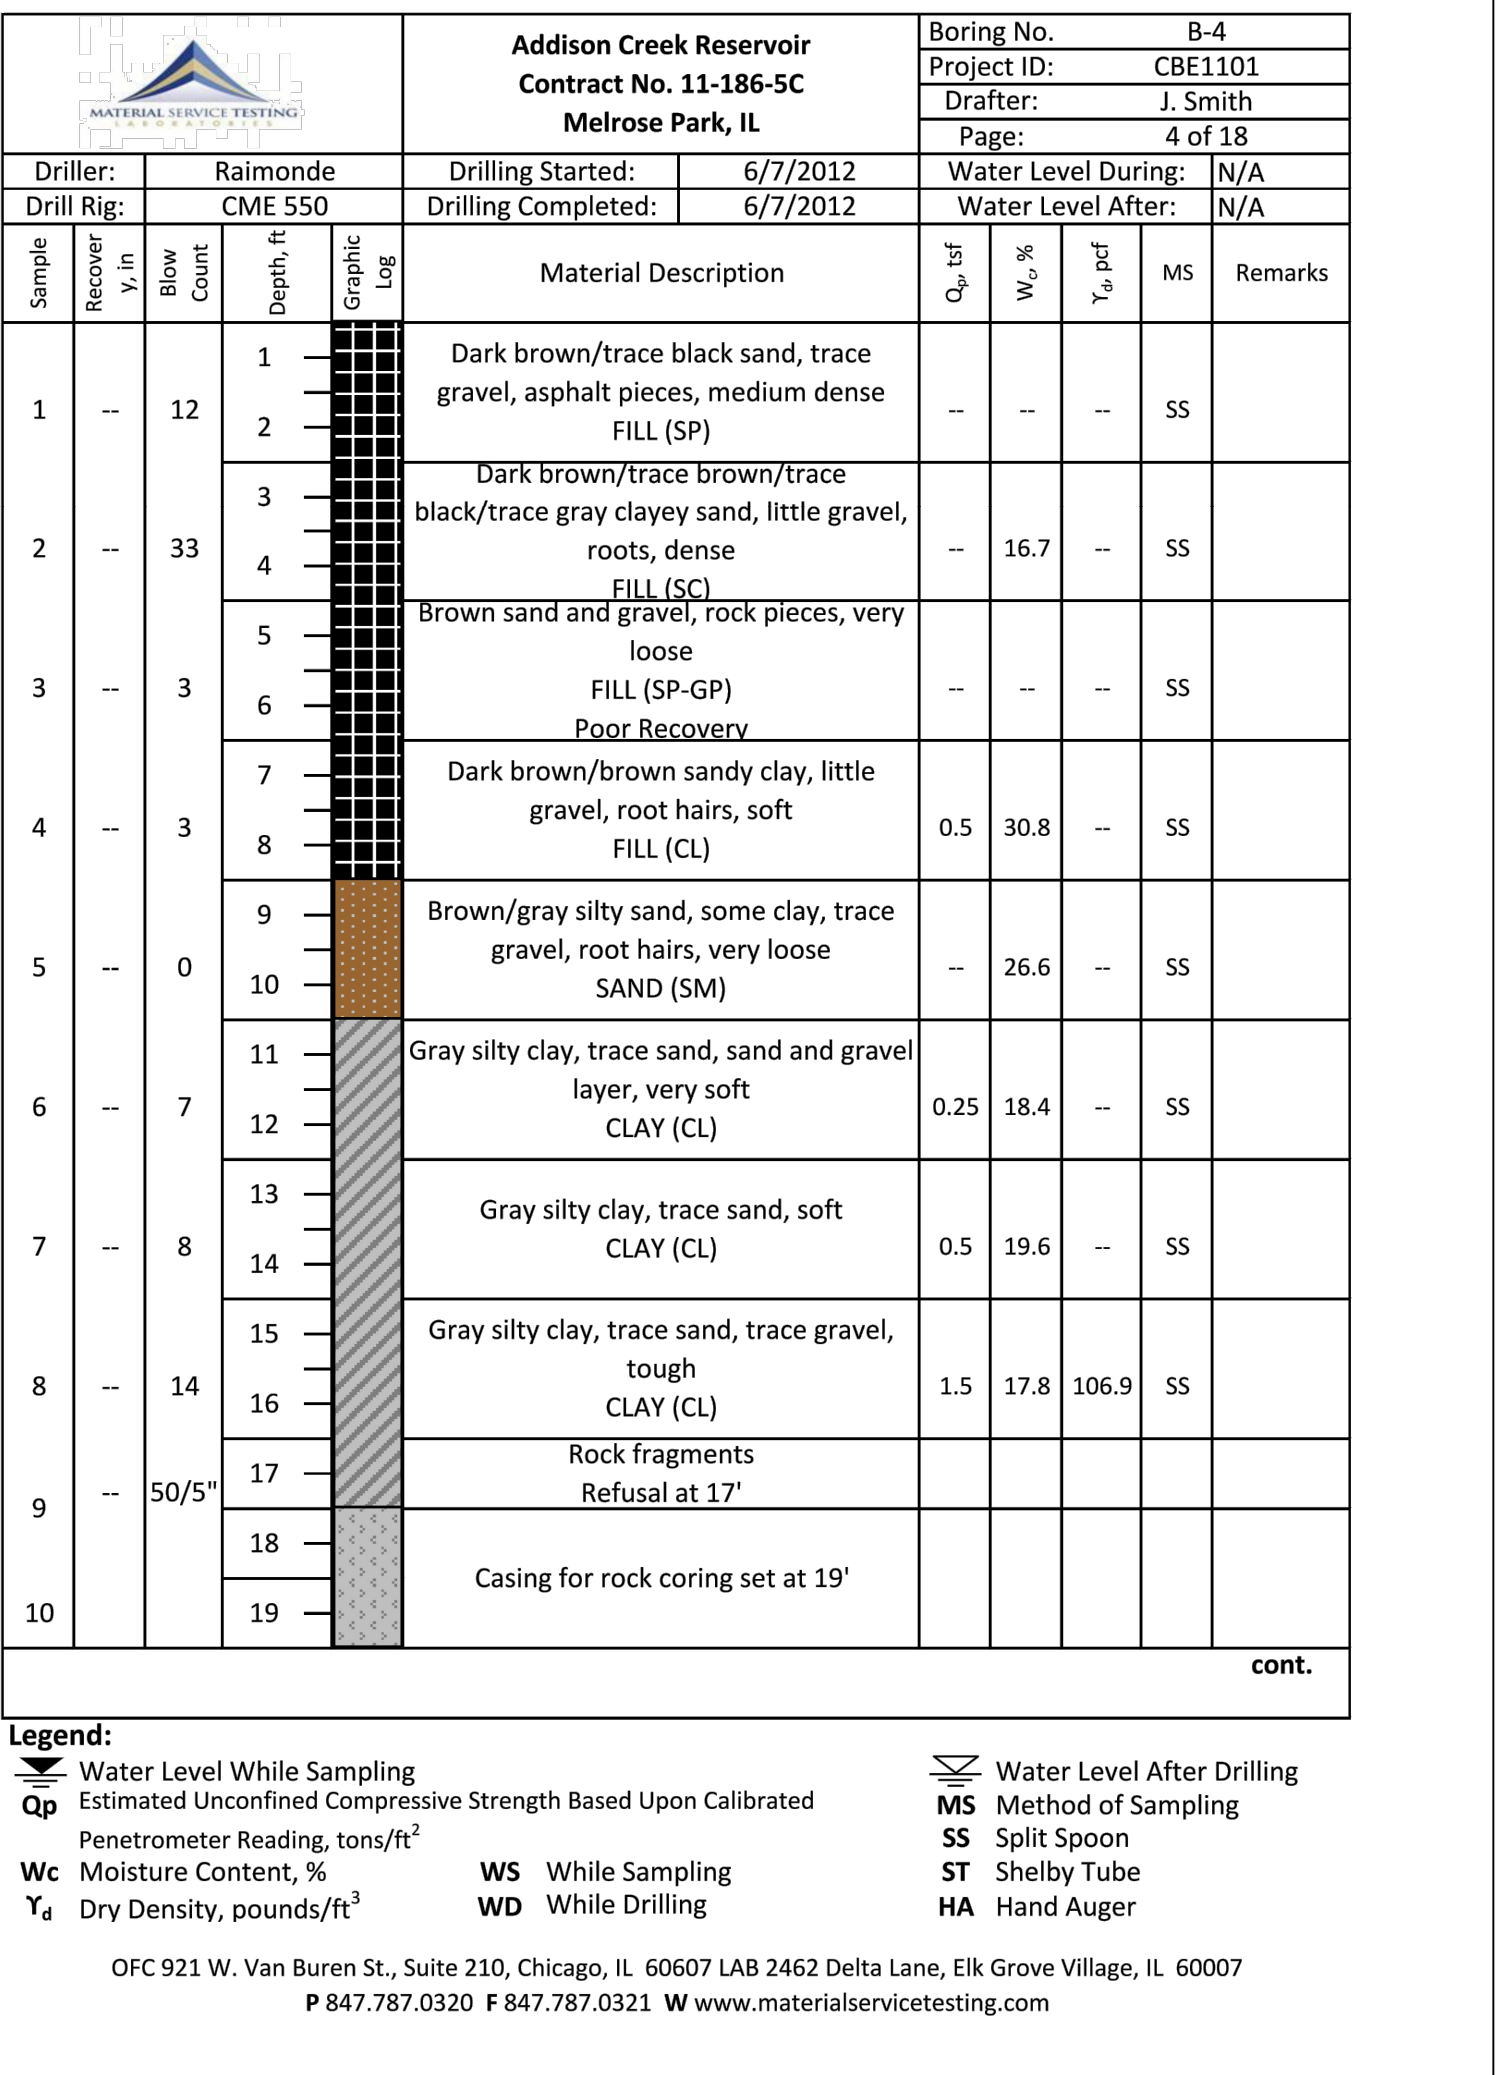 MATERIAL SERVICE TESTING
LABORATORIES
Addison Creek Reservoir
Contract No. 11-186-5C
Melrose Park, IL
Boring No. B-4
Project ID: CBE1101
Drafter: J. Smith
Page: 4 of 18
Driller: Raimonde Drilling Started: 6/7/2012 Water Level During: N/A
Drill Rig: CME 550 Drilling Completed: 6/7/2012 Water Level After: N/A
Sample
Recover
y, in
Blow
Count
Depth, ft
Graphic
Log
Material Description
Qp, tsf
Wc, %
ϒd, pcf
MS
Remarks
1 -- 12
1
2
Dark brown/trace black sand, trace
gravel, asphalt pieces, medium dense
FILL (SP)
-- -- -- SS
2 -- 33
3
4
Dark brown/trace brown/trace
black/trace gray clayey sand, little gravel,
roots, dense
FILL (SC)
-- 16.7 -- SS
3 -- 3
5
6
Brown sand and gravel, rock pieces, very
loose
FILL (SP-GP)
Poor Recovery
-- -- -- SS
4 -- 3
7
8
Dark brown/brown sandy clay, little
gravel, root hairs, soft
FILL (CL)
0.5 30.8 -- SS
5 -- 0
9
10
Brown/gray silty sand, some clay, trace
gravel, root hairs, very loose
SAND (SM)
-- 26.6 -- SS
6 -- 7
11
12
Gray silty clay, trace sand, sand and gravel
layer, very soft
CLAY (CL)
0.25 18.4 -- SS
7 -- 8
13
14
Gray silty clay, trace sand, soft
CLAY (CL)
0.5 19.6 -- SS
8 -- 14
15
16
Gray silty clay, trace sand, trace gravel,
tough
CLAY (CL)
1.5 17.8 106.9 SS
9 -- 50/5"
17
Rock fragments
Refusal at 17'
18
Casing for rock coring set at 19'
10
19
cont.
Legend:
Water Level While Sampling
Water Level After Drilling
Qp Estimated Unconfined Compressive Strength Based Upon Calibrated
Penetrometer Reading, tons/ft2
MS Method of Sampling
SS Split Spoon
Wc Moisture Content, % WS While Sampling ST Shelby Tube
ϒd Dry Density, pounds/ft3 WD While Drilling HA Hand Auger
OFC 921 W. Van Buren St., Suite 210, Chicago, IL 60607 LAB 2462 Delta Lane, Elk Grove Village, IL 60007
P 847.787.0320 F 847.787.0321 W www.materialservicetesting.com